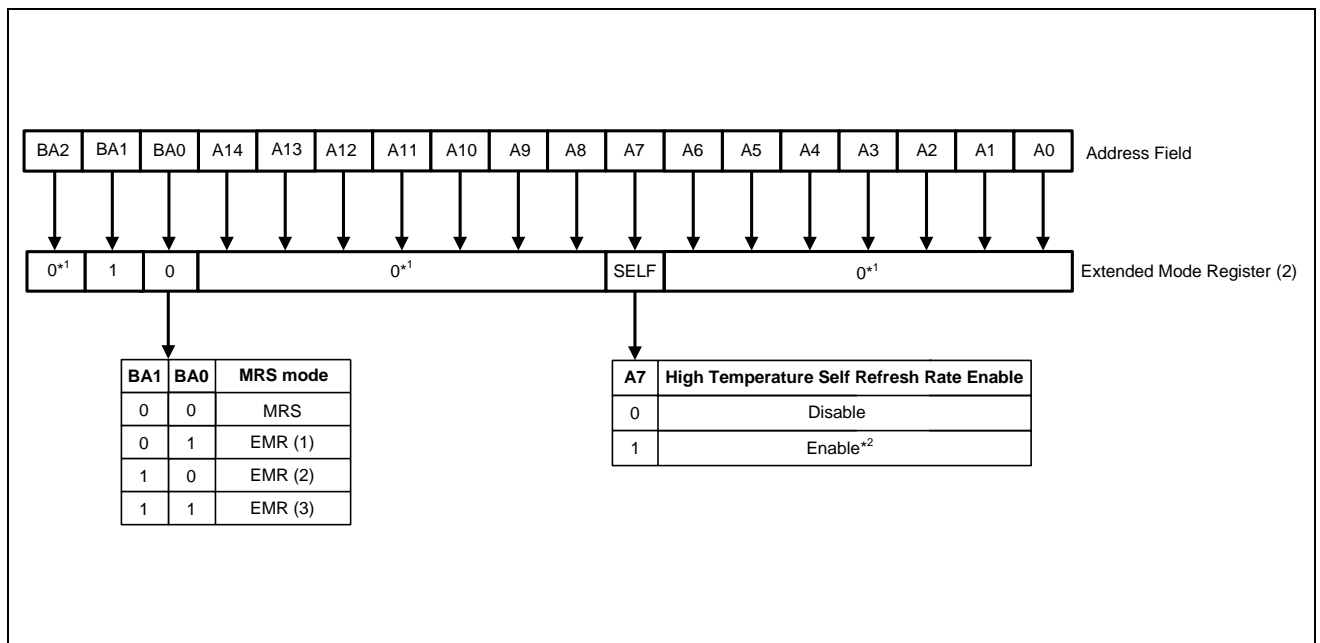 BA2 BA1 BA0 A14 A13 A12 A11 A10 A9 A8 A7 A6 A5 A4 A3 A2 A1 A0 Address Field
0*1 1 0 0*1 SELF 0*1 Extended Mode Register (2)
BA1 BA0 MRS mode
0 0 MRS
0 1 EMR (1)
1 0 EMR (2)
1 1 EMR (3)
A7 High Temperature Self Refresh Rate Enable
0 Disable
1 Enable*2